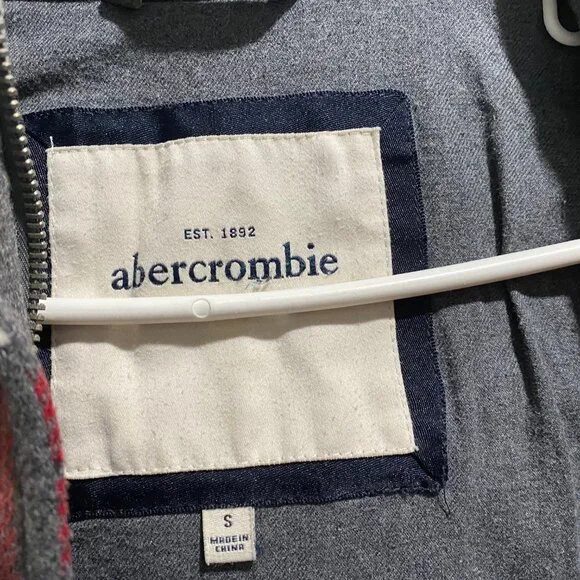 EST. 1892
abercrombie
S
MADE IN
CHINA